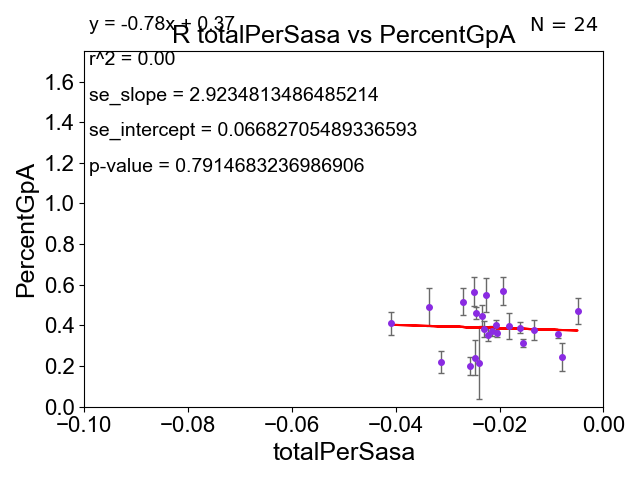 y = -0.78x + 0.37
N = 24
R totalPerSasa vs PercentGpA
r^2 = 0.00
se_slope = 2.9234813486485214
se_intercept = 0.06682705489336593
p-value = 0.7914683236986906
PercentGpA
1.6
1.4
1.2
1.0
0.8
0.6
0.4
0.2
0.0
−0.10 −0.08 −0.06 −0.04 −0.02 0.00
totalPerSasa